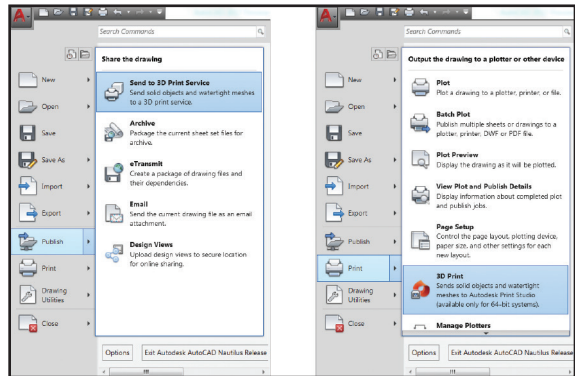 Search Commands
Share the drawing
New
Open
Save
Save As
Import
Export
Publish
Print
Drawing
Utilities
Close
Send to 3D Print Service
Send solid objects and watertight meshes
to a 3D print service.
Archive
Package the current sheet set files for
archive.
eTransmit
Create a package of drawing files and
their dependencies.
Email
Send the current drawing file as an email
attachment.
Design Views
Upload design views to secure location
for online sharing.
Options
Exit Autodesk AutoCAD Nautilus Release
Search Commands
Output the drawing to a plotter or other device
New
Open
Save
Save As
Import
Export
Publish
Print
Drawing
Utilities
Close
Plot
Plot a drawing to a plotter, printer, or file.
Batch Plot
Publish multiple sheets or drawings to a
plotter, printer, DWF or PDF file.
Plot Preview
Display the drawing as it will be plotted.
View Plot and Publish Details
Display information about completed plot
and publish jobs.
Page Setup
Control the page layout, plotting device,
paper size, and other settings for each
new layout.
3D Print
Sends solid objects and watertight
meshes to Autodesk Print Studio
(available only for 64-bit systems).
Manage Plotters
Options
Exit Autodesk AutoCAD Nautilus Release